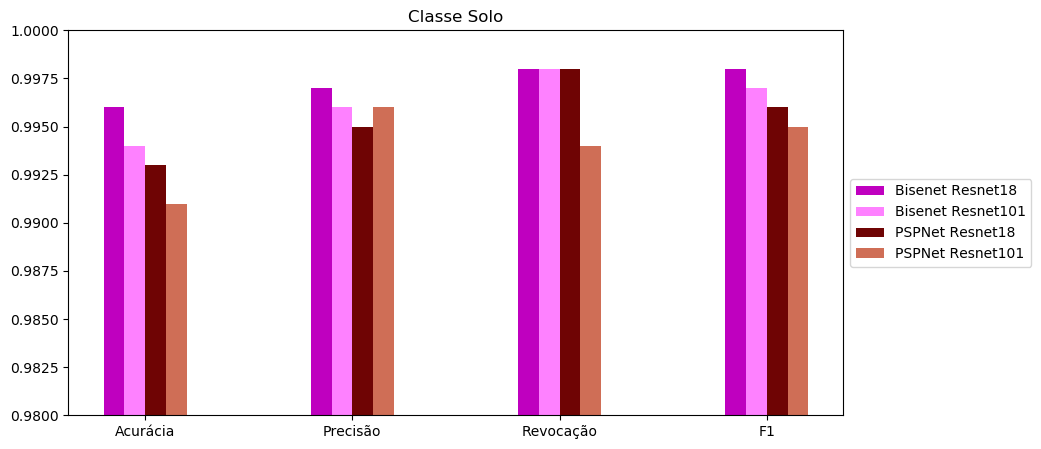 Classe Solo
1.0000
0.9975
0.9950
0.9925
0.9900
0.9875
0.9850
0.9825
0.9800
Acurácia Precisão Revocação F1
Bisenet Resnet18
Bisenet Resnet101
PSPNet Resnet18
PSPNet Resnet101